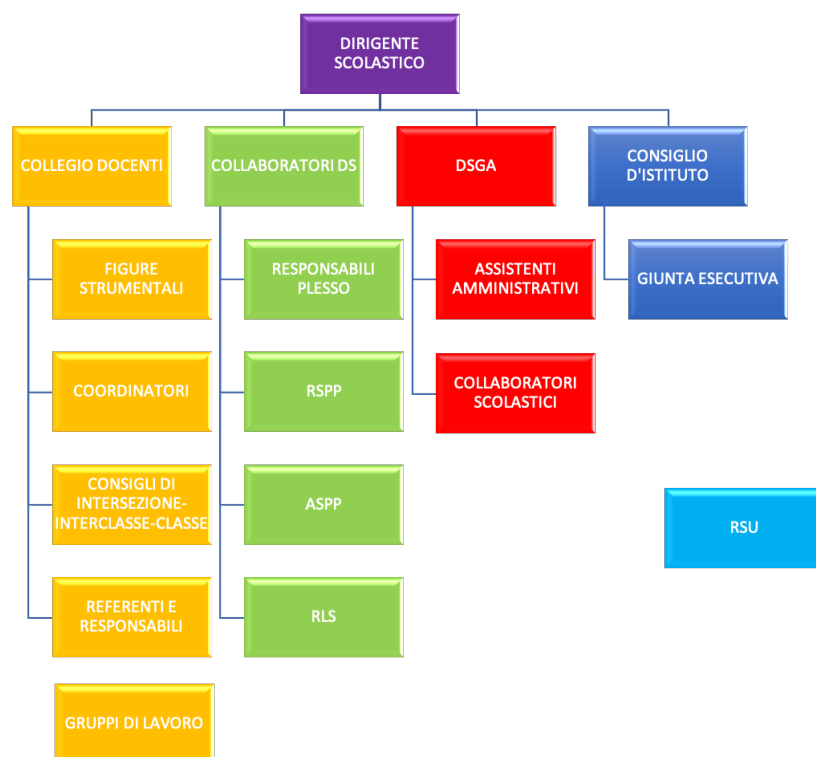 DIRIGENTE
SCOLASTICO
COLLEGIO DOCENTI
COLLABORATORI DS
DSGA
CONSIGLIO
D'ISTITUTO
FIGURE
STRUMENTALI
RESPONSABILI
PLESSO
ASSISTENTI
AMMINISTRATIVI
GIUNTA ESECUTIVA
COORDINATORI
RSPP
COLLABORATORI
SCOLASTICI
CONSIGLI DI
INTERSEZIONE-
INTERCLASSE-CLASSE
ASPP
RSU
REFERENTI E
RESPONSABILI
RLS
GRUPPI DI LAVORO